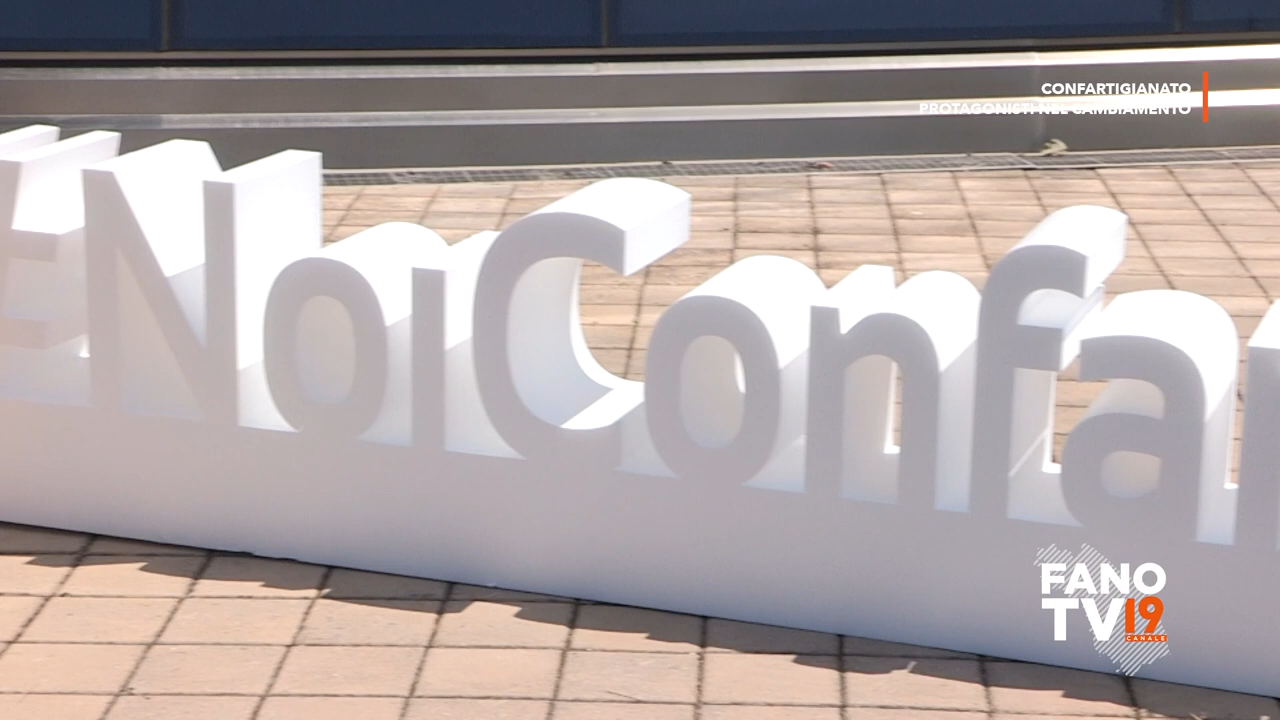 CONFARTIGIANATO
PROTAGONISTI NEL CAMBIAMENTO
#NoiConfar
FANO
TV19
CANALE